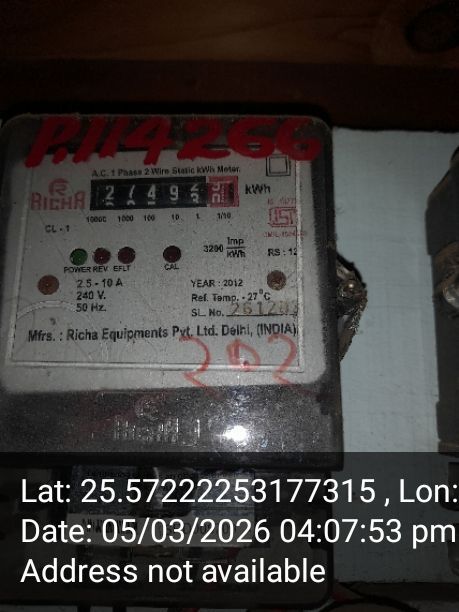 P.114266
A.C. 1 Phase 2 Wire Static kWh Meter.
RICHA
kWh
10000 1000 100 10 1 1/10
CL - 1
3200 Imp/kWh
RS : 12
POWER REV EFLT CAL
2.5 - 10 A
240 V.
50 Hz.
YEAR : 2012
Ref. Temp. - 27°C
SL. No.
Mfrs. : Richa Equipments Pvt. Ltd. Delhi, (INDIA)
202
RICHA
Lat: 25.57222253177315 , Lon:
Date: 05/03/2026 04:07:53 pm
Address not available